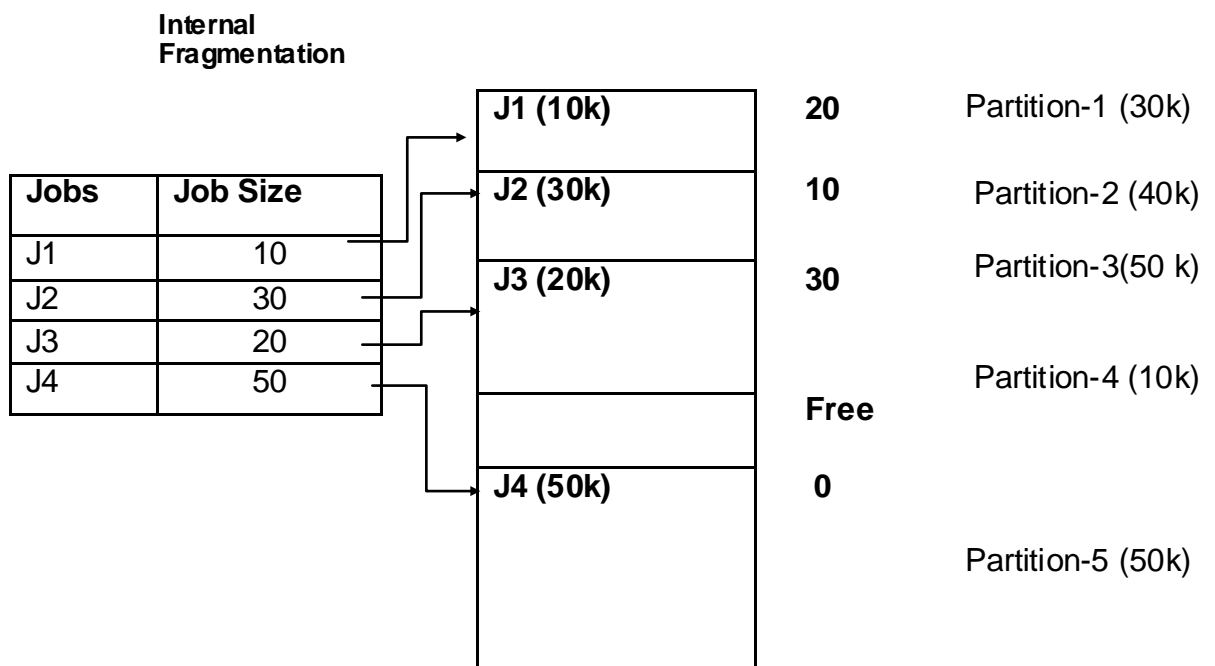 Internal
Fragmentation
Jobs Job Size
J1 10
J2 30
J3 20
J4 50
J1 (10k) 20 Partition-1 (30k)
J2 (30k) 10 Partition-2 (40k)
J3 (20k) 30 Partition-3(50 k)
Partition-4 (10k)
Free
J4 (50k) 0
Partition-5 (50k)